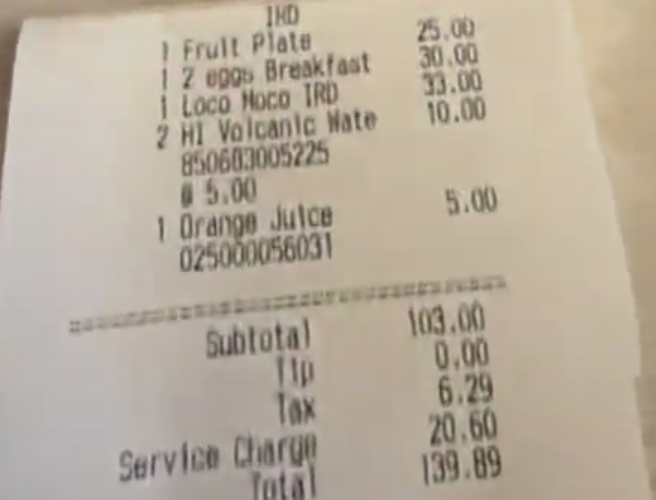 IRD
1 Fruit Plate 25.00
1 2 eggs Breakfast 30.00
1 Loco Moco IRD 33.00
2 HI Volcanic Wate 10.00
850683005225
@ 5.00
1 Orange Juice 5.00
025000056031
Subtotal 103.00
Tip 0.00
Tax 6.29
Service Charge 20.60
Total 139.89